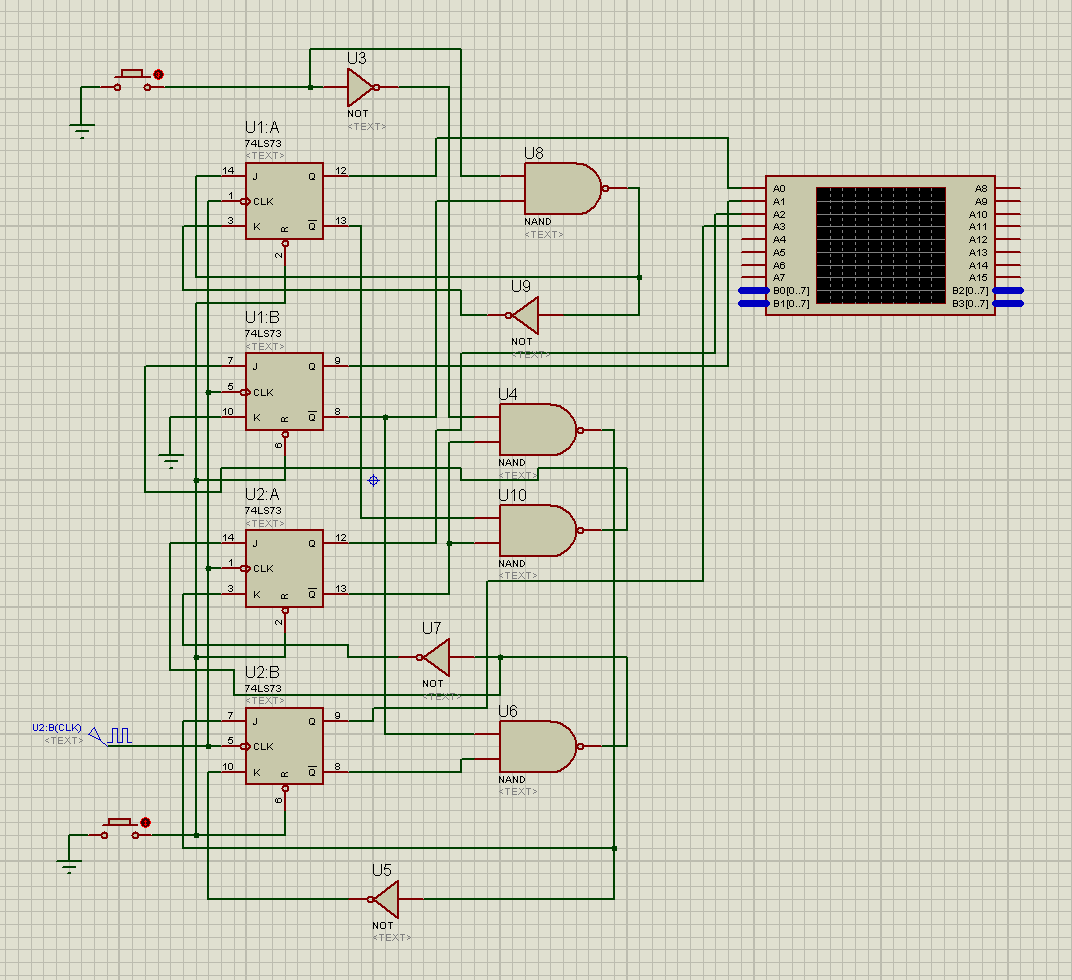 U3
NOT
<TEXT>
U1:A
74LS73
<TEXT>
14 J Q 12
1 CLK
3 K Q 13
R
2
U8
NAND
<TEXT>
A0 A8
A1 A9
A2 A10
A3 A11
A4 A12
A5 A13
A6 A14
A7 A15
B0[0..7] B2[0..7]
B1[0..7] B3[0..7]
U9
NOT
<TEXT>
U1:B
74LS73
<TEXT>
7 J Q 9
5 CLK
10 K Q 8
R
6
U4
NAND
<TEXT>
U2:A
74LS73
<TEXT>
14 J Q 12
1 CLK
3 K Q 13
R
2
U10
NAND
<TEXT>
U7
NOT
<TEXT>
U2:B
74LS73
<TEXT>
7 J Q 9
5 CLK
10 K Q 8
R
6
U2:B(CLK)
<TEXT>
U6
NAND
<TEXT>
U5
NOT
<TEXT>